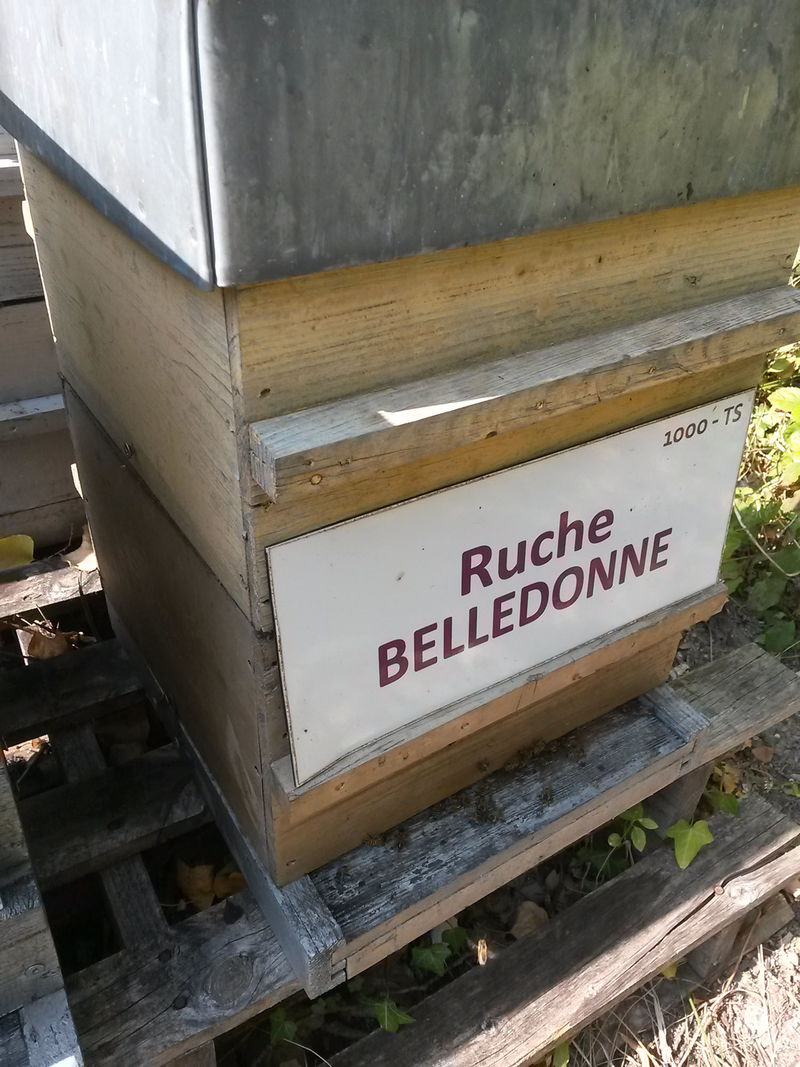 1000 - TS
Ruche
BELLEDONNE